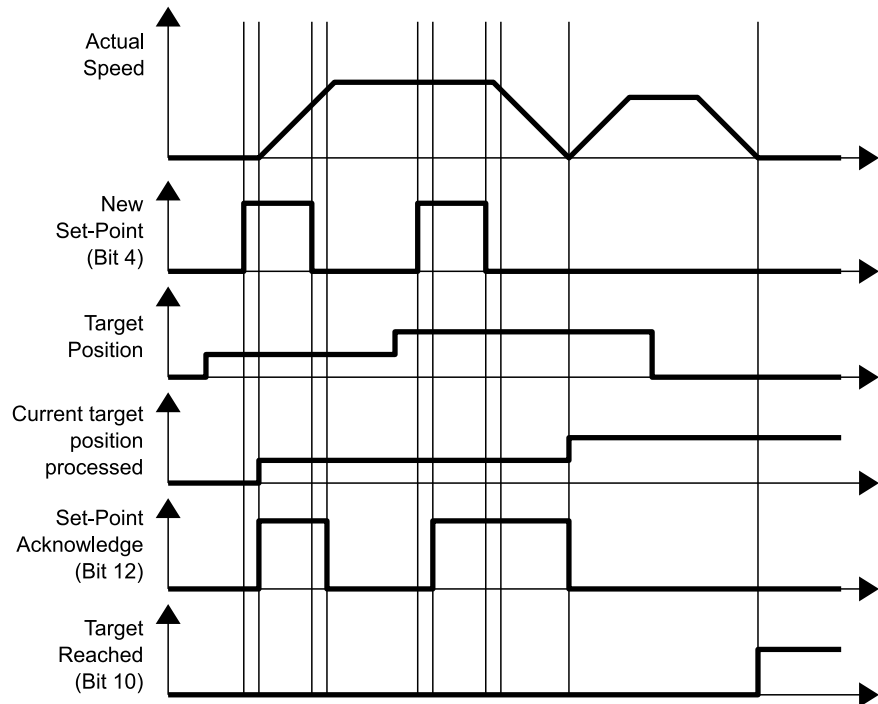 Actual
Speed
New
Set-Point
(Bit 4)
Target
Position
Current target
position
processed
Set-Point
Acknowledge
(Bit 12)
Target
Reached
(Bit 10)